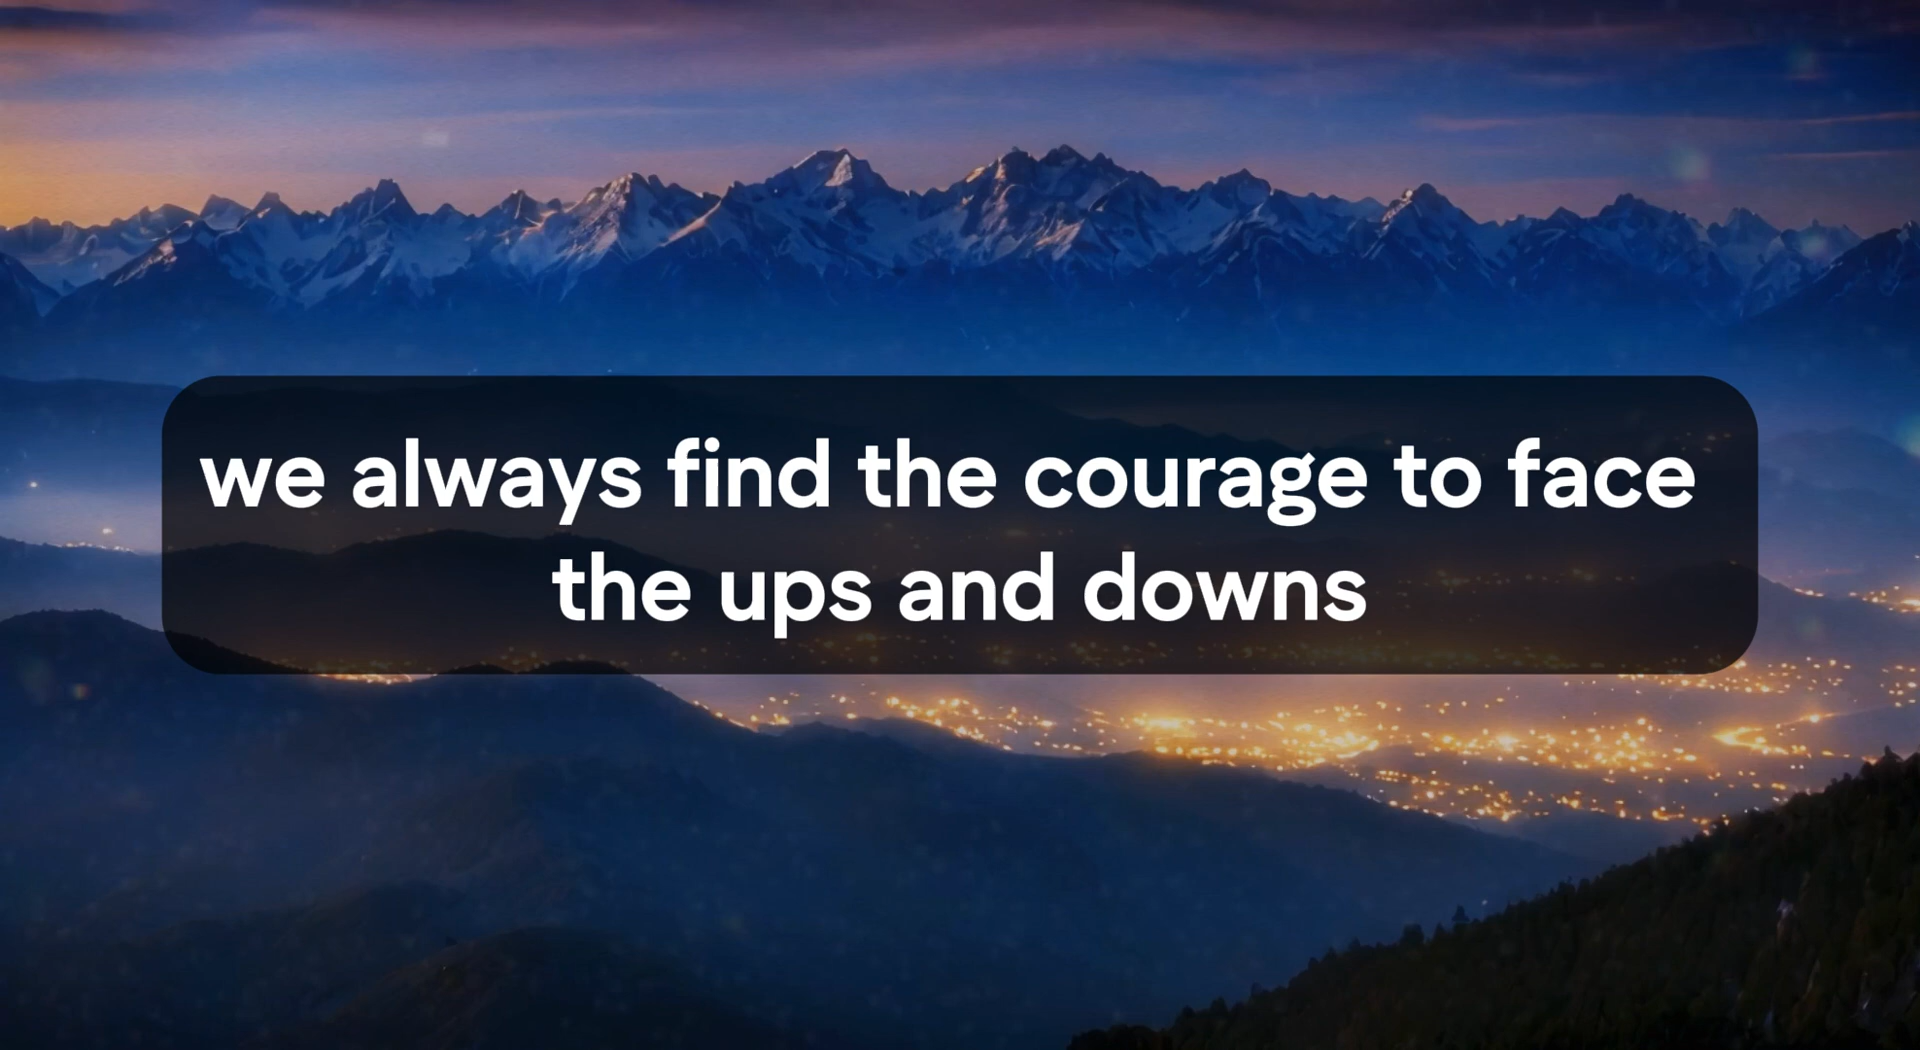 we always find the courage to face
the ups and downs